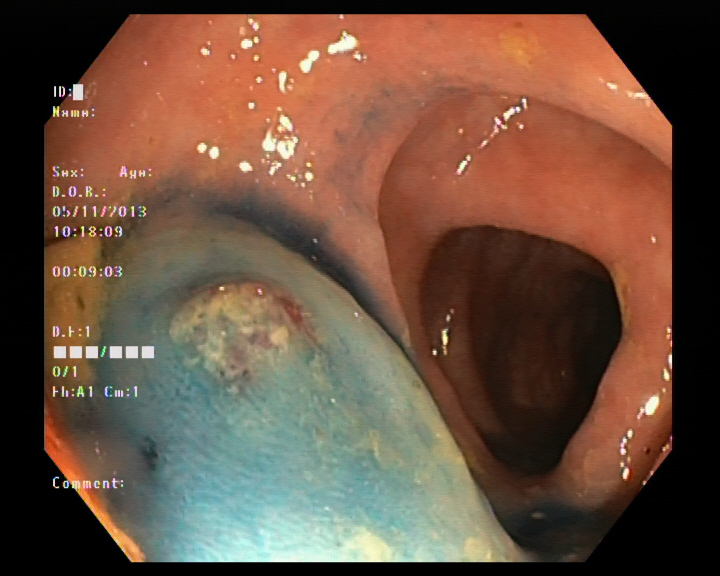 ID:
Name:
Sex: Age:
D.O.B.:
05/11/2013
10:18:09
00:09:03
D.F:1
■■■/■■■
0/1
Eh:A1 Cm:1
Comment: